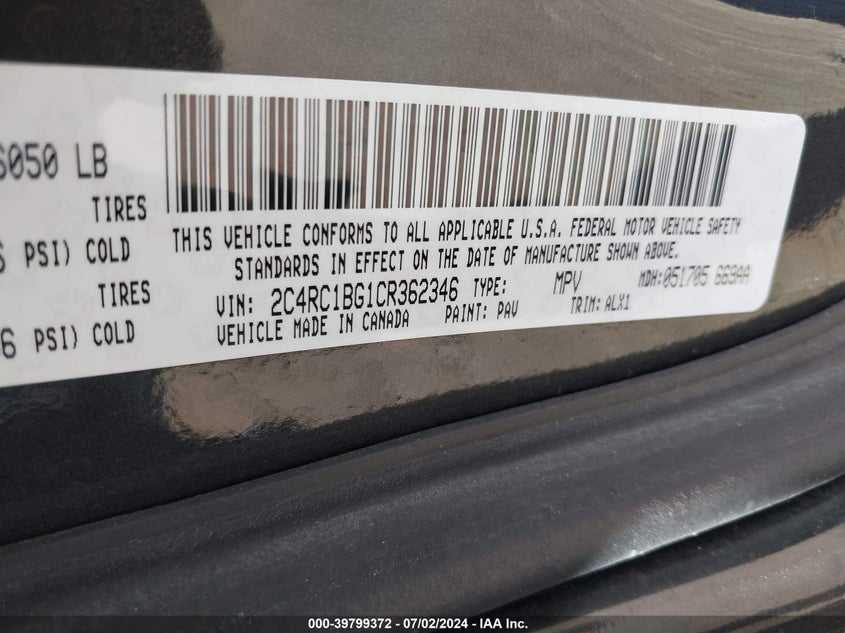 6050 LB
TIRES
PSI) COLD
TIRES
6 PSI) COLD
THIS VEHICLE CONFORMS TO ALL APPLICABLE U.S.A. FEDERAL MOTOR VEHICLE SAFETY
STANDARDS IN EFFECT ON THE DATE OF MANUFACTURE SHOWN ABOVE.
VIN: 2C4RC1BG1CR362346 TYPE: MPV MDH:051705 669AA
VEHICLE MADE IN CANADA PAINT: PAV TRIM: ALX1
000-39799372 / 07/02/2024 - IAA Inc.